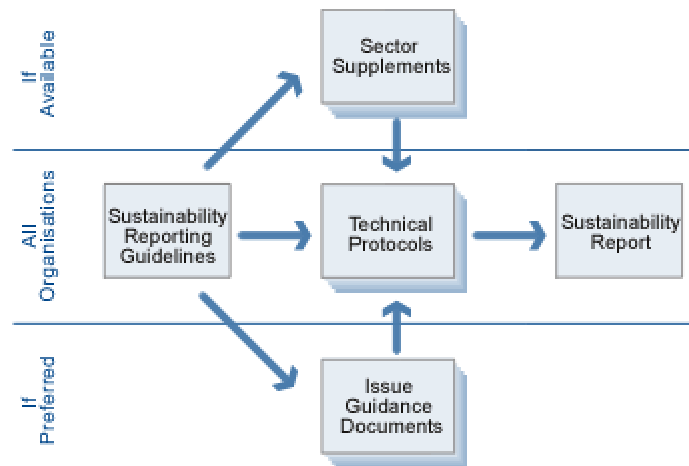 If
Available
Sector
Supplements
All
Organisations
Sustainability
Reporting
Guidelines
Technical
Protocols
Sustainability
Report
If
Preferred
Issue
Guidance
Documents